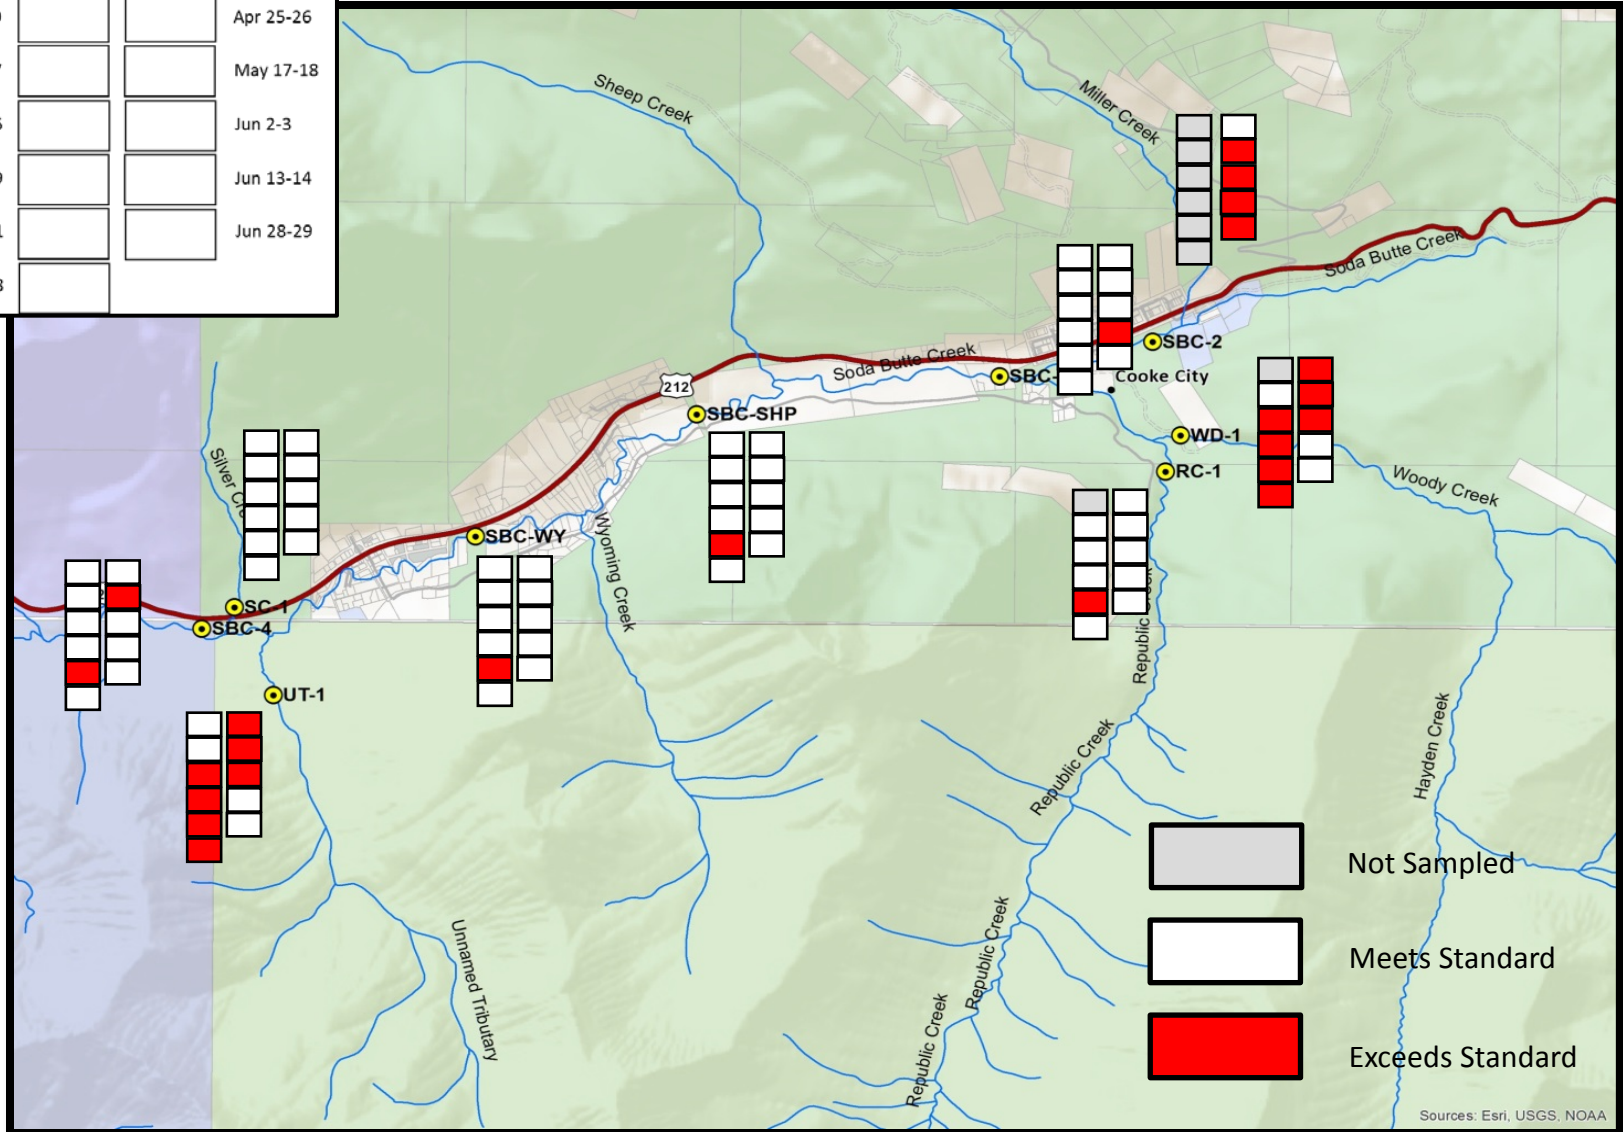 Apr 25-26
May 17-18
Jun 2-3
Jun 13-14
Jun 28-29
Sheep Creek
Miller Creek
Soda Butte Creek
SBC-2
Soda Butte Creek
SBC-
Cooke City
212
SBC-SHP
WD-1
RC-1
Woody Creek
Silver Cre
SBC-WY
Wyoming Creek
SC-1
SBC-4
Republic Creek
UT-1
Republic Creek
Hayden Creek
Not Sampled
Unnamed Tributary
Republic Creek
Meets Standard
Republic Creek
Exceeds Standard
Sources: Esri, USGS, NOAA